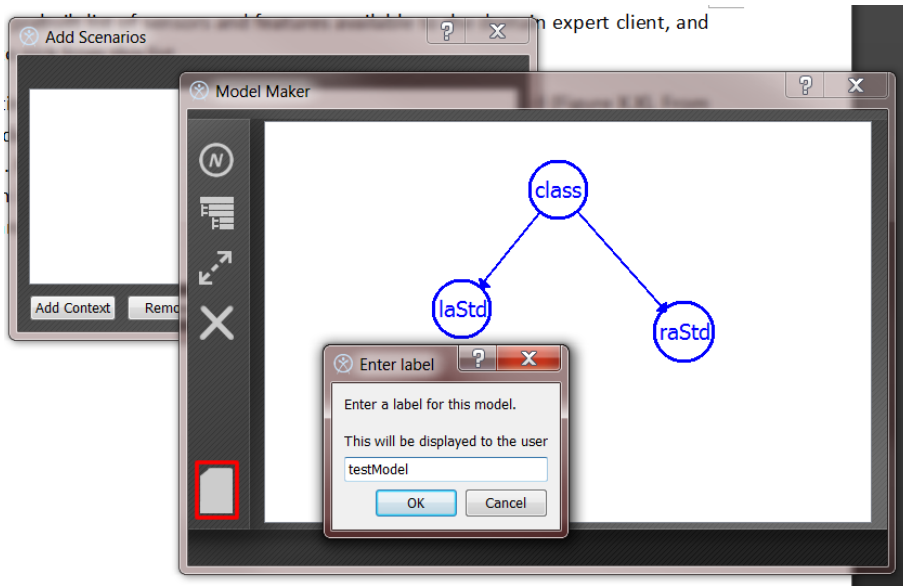 Add Scenarios
expert client, and
Model Maker
N
class
laStd
raStd
Add Context
Enter label
Enter a label for this model.
This will be displayed to the user
testModel
OK
Cancel